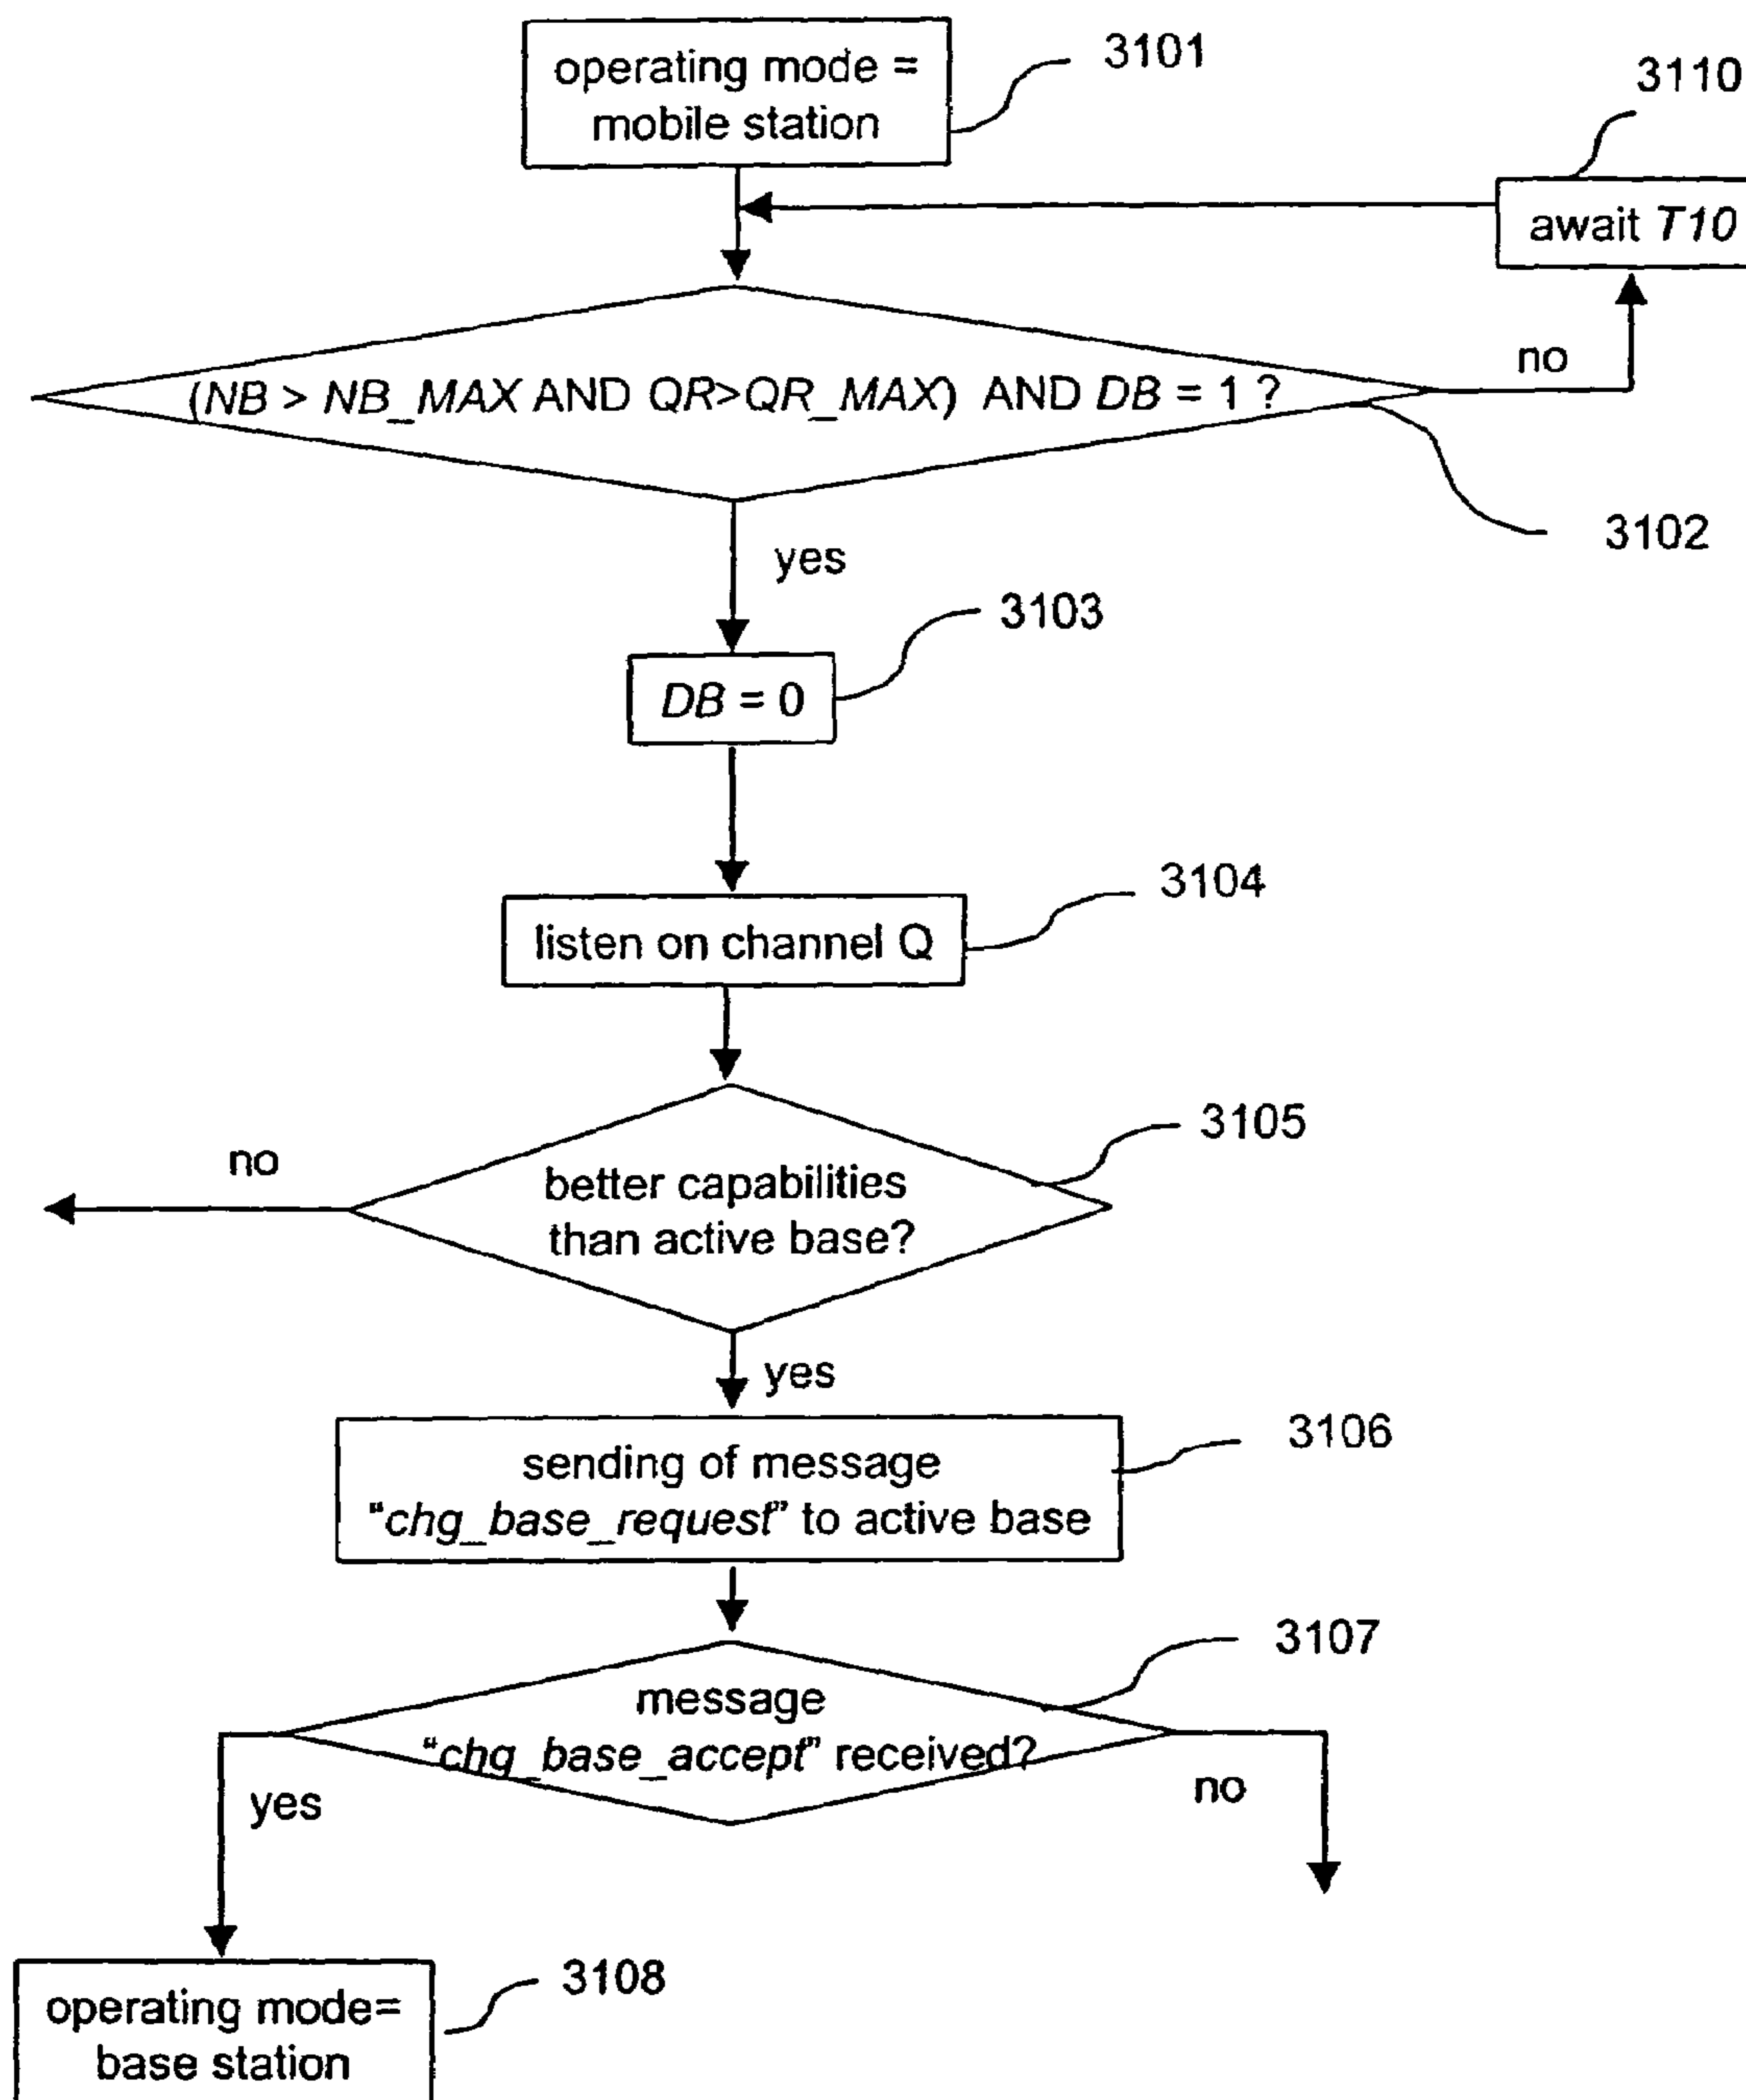 operating mode =
mobile station
3101
3110
await T10
(NB > NB_MAX AND QR>QR_MAX) AND DB = 1 ?
no
3102
yes
3103
DB = 0
3104
listen on channel Q
3105
no
better capabilities
than active base?
yes
3106
sending of message
"chg_base_request" to active base
3107
message
"chg_base_accept" received?
yes
no
3108
operating mode=
base station